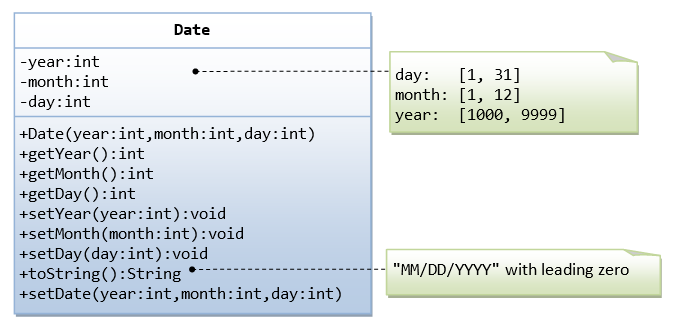 Date
-year:int
-month:int
-day:int
day:   [1, 31]
month: [1, 12]
year:  [1000, 9999]
+Date(year:int,month:int,day:int)
+getYear():int
+getMonth():int
+getDay():int
+setYear(year:int):void
+setMonth(month:int):void
+setDay(day:int):void
+toString():String
+setDate(year:int,month:int,day:int)
"MM/DD/YYYY" with leading zero